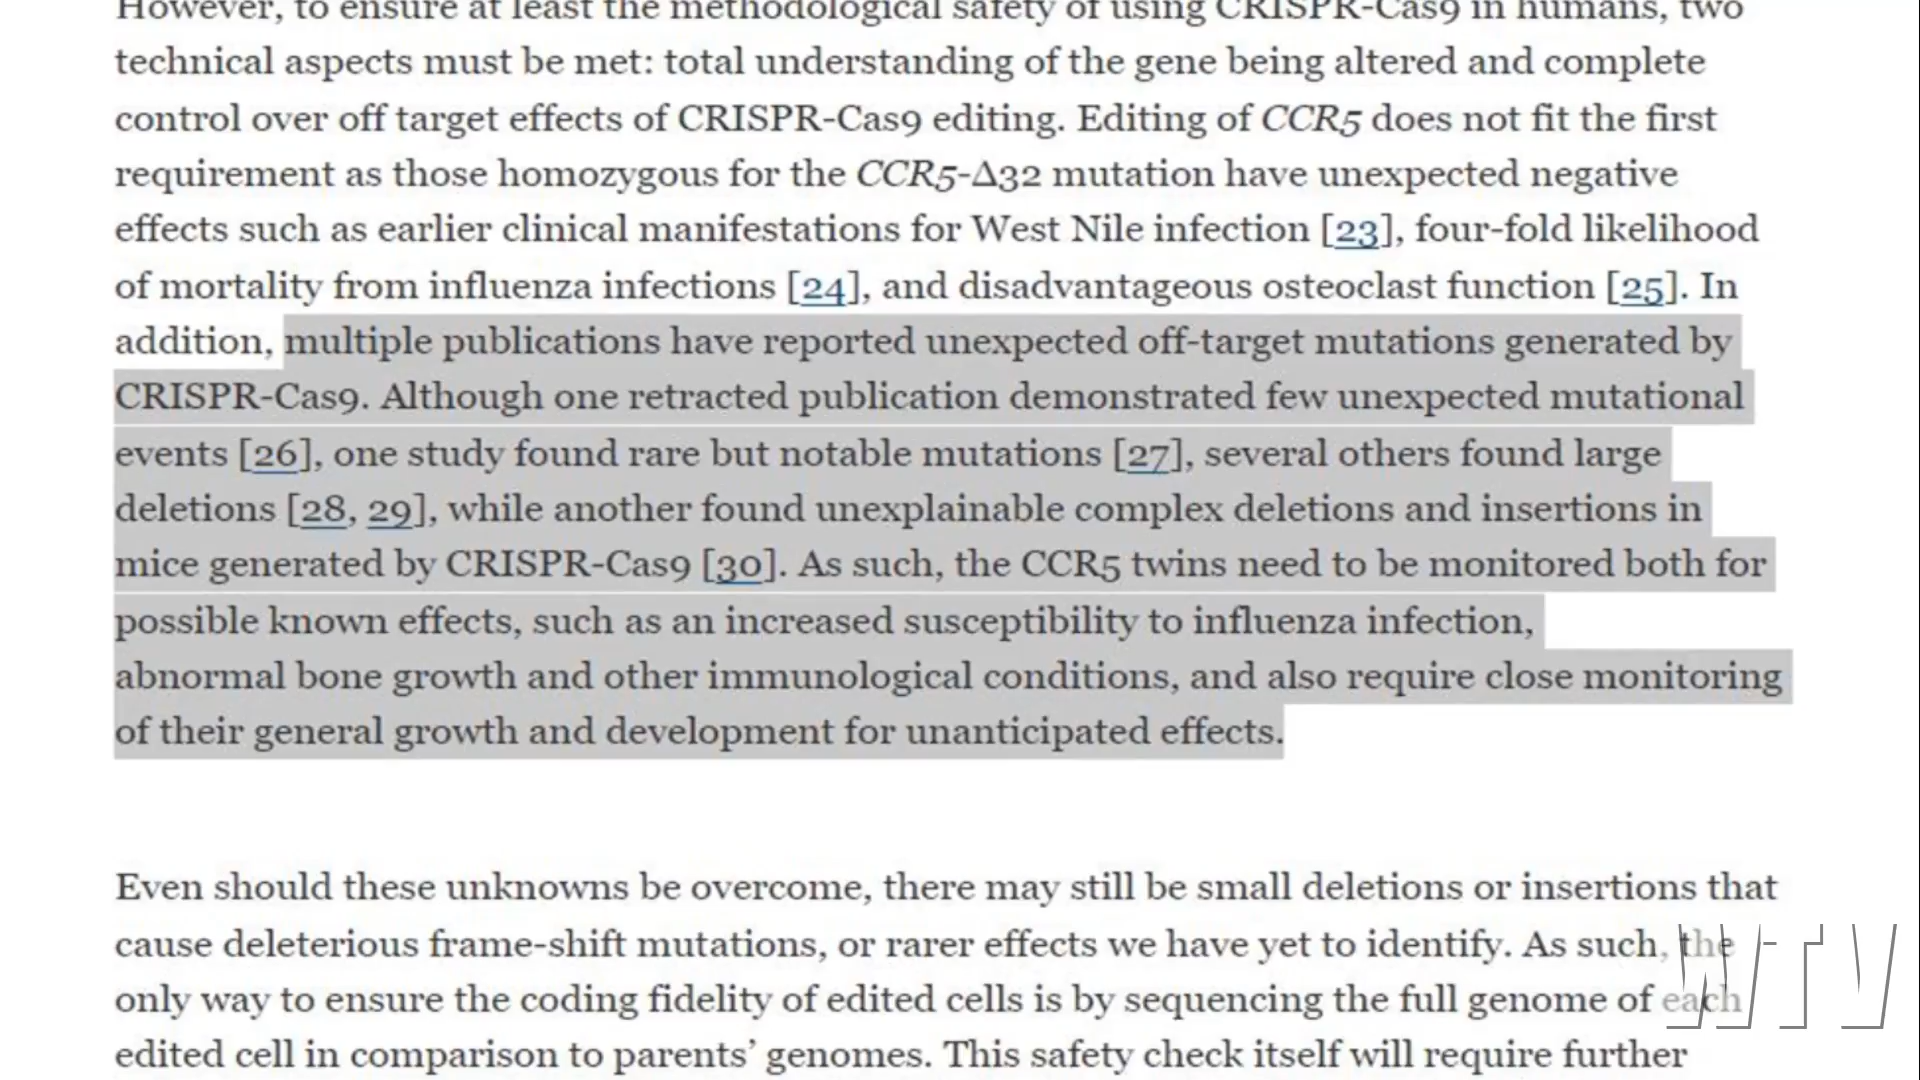 However, to ensure at least the methodological safety of using CRISPR-Cas9 in humans, two
technical aspects must be met: total understanding of the gene being altered and complete
control over off target effects of CRISPR-Cas9 editing. Editing of CCR5 does not fit the first
requirement as those homozygous for the CCR5-Δ32 mutation have unexpected negative
effects such as earlier clinical manifestations for West Nile infection [23], four-fold likelihood
of mortality from influenza infections [24], and disadvantageous osteoclast function [25]. In
addition, multiple publications have reported unexpected off-target mutations generated by
CRISPR-Cas9. Although one retracted publication demonstrated few unexpected mutational
events [26], one study found rare but notable mutations [27], several others found large
deletions [28, 29], while another found unexplainable complex deletions and insertions in
mice generated by CRISPR-Cas9 [30]. As such, the CCR5 twins need to be monitored both for
possible known effects, such as an increased susceptibility to influenza infection,
abnormal bone growth and other immunological conditions, and also require close monitoring
of their general growth and development for unanticipated effects.
Even should these unknowns be overcome, there may still be small deletions or insertions that
cause deleterious frame-shift mutations, or rarer effects we have yet to identify. As such, the
only way to ensure the coding fidelity of edited cells is by sequencing the full genome of each
edited cell in comparison to parents’ genomes. This safety check itself will require further
WTV